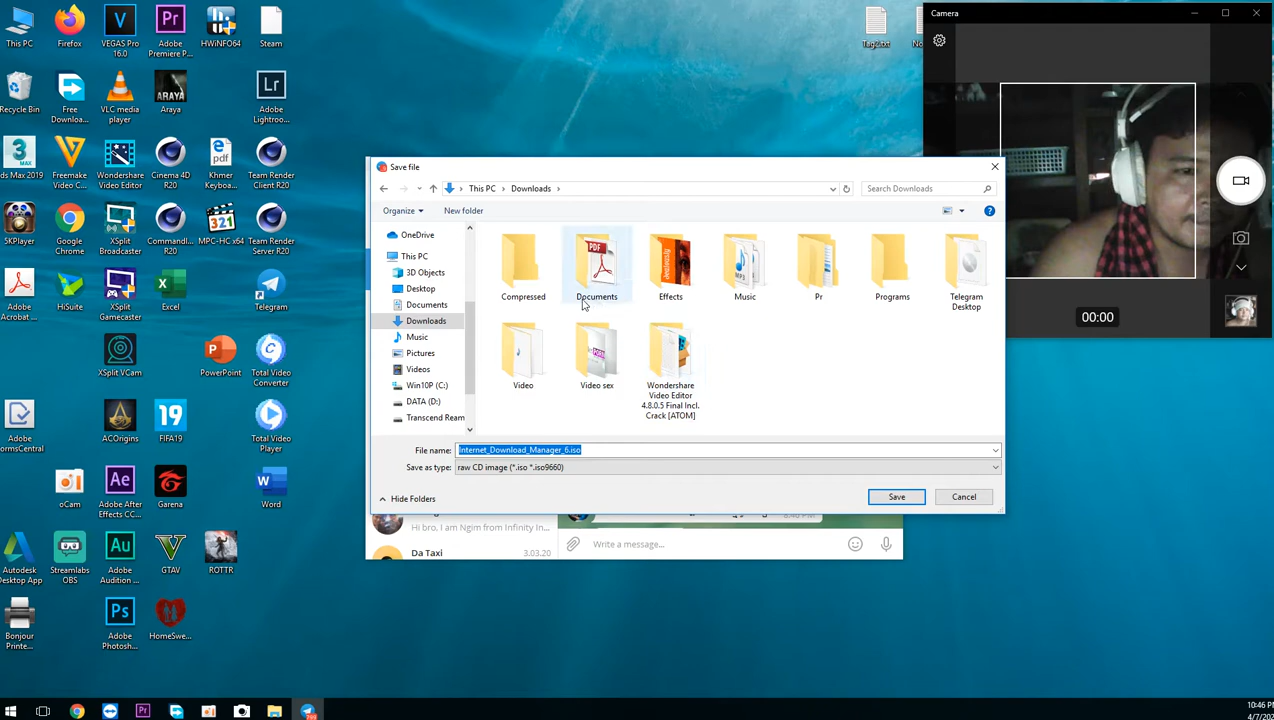 This PC
Firefox
VEGAS Pro
16.0
Adobe
Premiere P...
HWiNFO64
Steam
Tag2.txt
Camera
Recycle Bin
Free
Downloa...
VLC media
player
Araya
Adobe
Lightroo...
ds Max 2019
Freemake
Video C...
Wondershare
Video Editor
Cinema 4D
R20
Khmer
Keyboa...
Team Render
Client R20
5KPlayer
Google
Chrome
XSplit
Broadcaster
Commandl...
R20
MPC-HC x64
Team Render
Server R20
Adobe
Acrobat ...
HiSuite
XSplit
Gamecaster
Excel
Telegram
XSplit VCam
PowerPoint
Total Video
Converter
Adobe
ormsCentral
ACOrigins
FIFA19
Total Video
Player
oCam
Adobe After
Effects CC...
Garena
Word
Autodesk
Desktop App
Streamlabs
OBS
Adobe
Audition ...
GTAV
ROTTR
Bonjour
Printe...
Adobe
Photosh...
HomeSwe...
Save file
This PC
Downloads
Search Downloads
Organize
New folder
OneDrive
This PC
3D Objects
Desktop
Documents
Downloads
Music
Pictures
Videos
Win10P (C:)
DATA (D:)
Transcend Ream
Compressed
Documents
Effects
Music
Pr
Programs
Telegram
Desktop
Video
Video sex
Wondershare
Video Editor
4.8.0.5 Final Incl.
Crack [ATOM]
File name:
Internet_Download_Manager_6.iso
Save as type:
raw CD image (*.iso *.iso9660)
Hide Folders
Save
Cancel
Hi bro, I am Ngim from Infinity In...
Da Taxi
3.03.20
Write a message...
00:00
10:46 PM
4/7/202